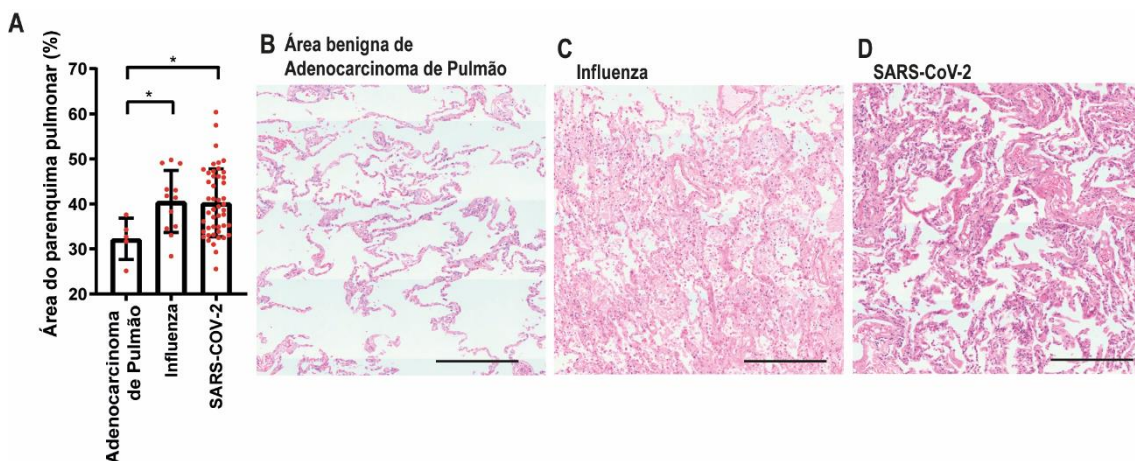 A
Área do parenquima pulmonar (%)
70
60
50
40
30
20
*
*
Adenocarcinoma
de Pulmão
Influenza
SARS-COV-2
B Área benigna de
Adenocarcinoma de Pulmão
C
Influenza
D
SARS-CoV-2